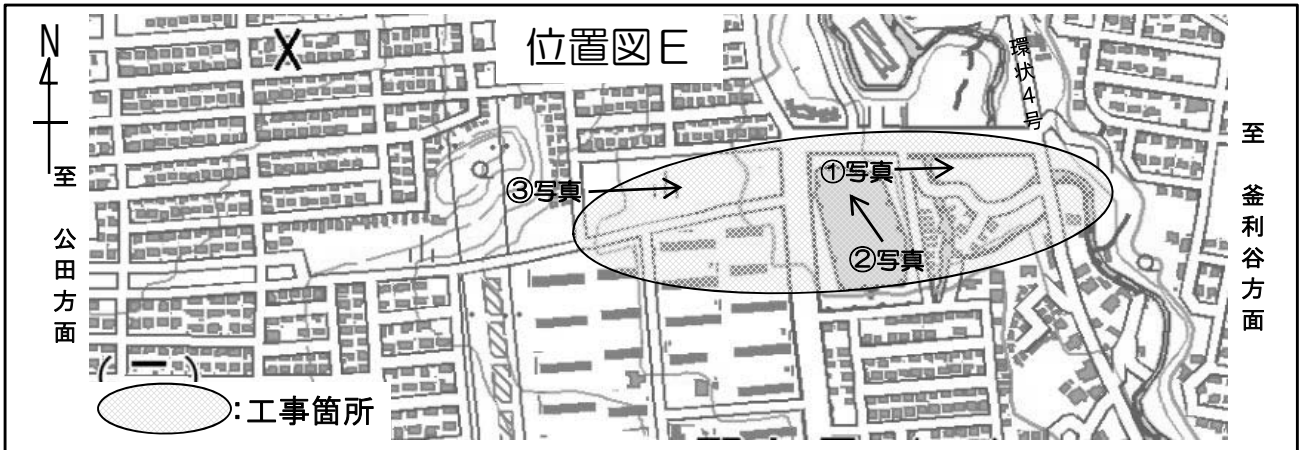 N
位置図E
環状4号
至 公田方面
至 釜利谷方面
①写真
③写真
②写真
:工事箇所